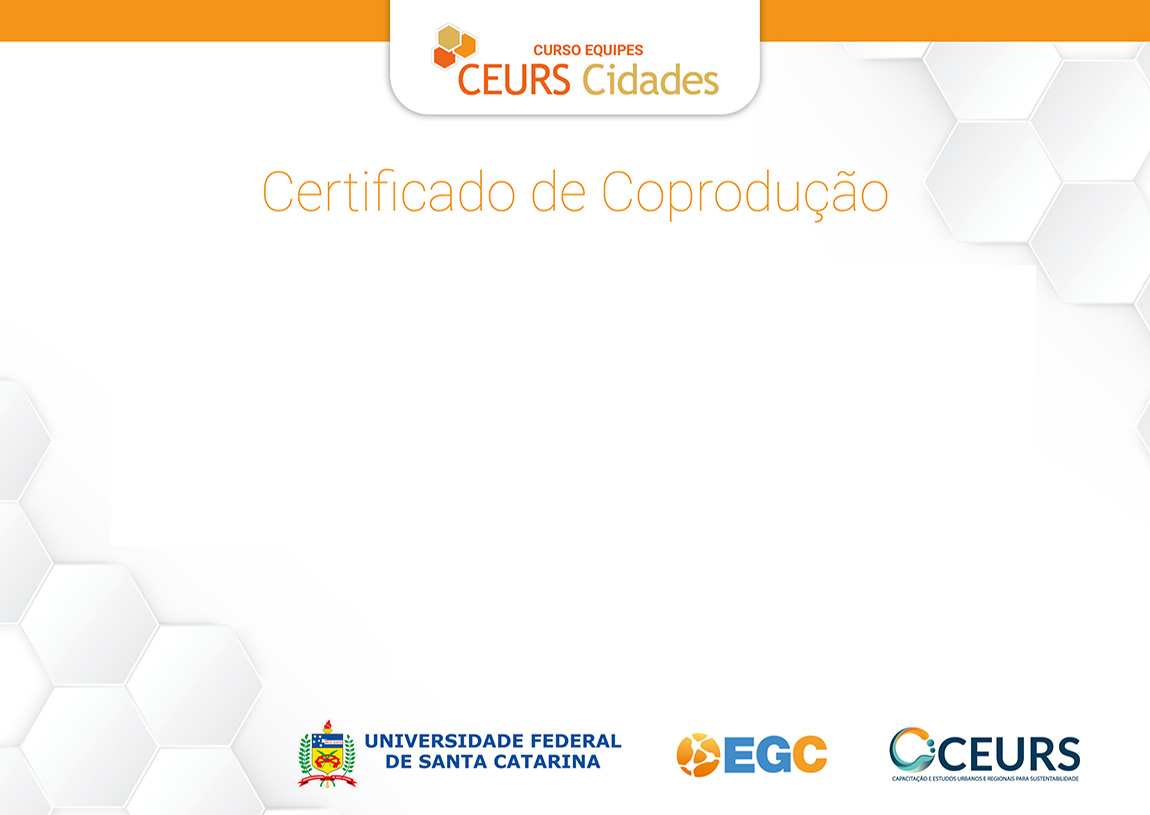 CURSO EQUIPES
CEURS Cidades
Certificado de Coprodução
UNIVERSIDADE FEDERAL
DE SANTA CATARINA
EGC
CEURS
CAPACITAÇÃO E ESTUDOS URBANOS E REGIONAIS PARA SUSTENTABILIDADE